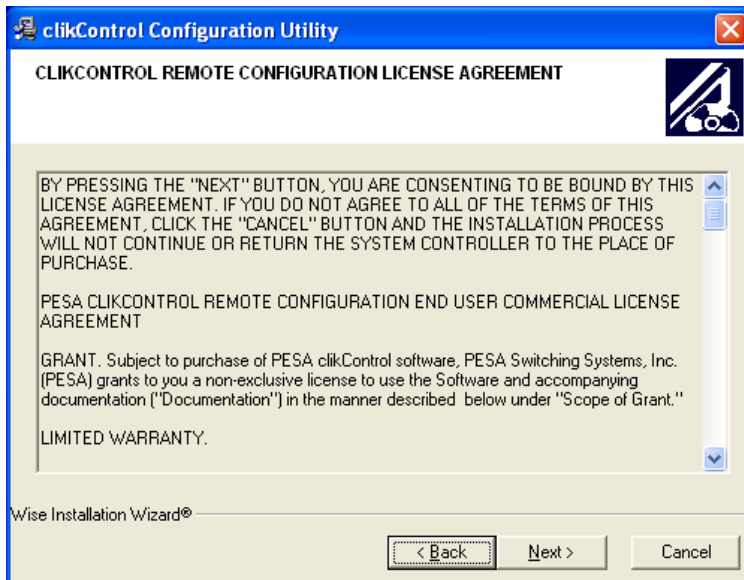 clikControl Configuration Utility
CLIKCONTROL REMOTE CONFIGURATION LICENSE AGREEMENT
BY PRESSING THE "NEXT" BUTTON, YOU ARE CONSENTING TO BE BOUND BY THIS
LICENSE AGREEMENT. IF YOU DO NOT AGREE TO ALL OF THE TERMS OF THIS
AGREEMENT, CLICK THE "CANCEL" BUTTON AND THE INSTALLATION PROCESS
WILL NOT CONTINUE OR RETURN THE SYSTEM CONTROLLER TO THE PLACE OF
PURCHASE.
PESA CLIKCONTROL REMOTE CONFIGURATION END USER COMMERCIAL LICENSE
AGREEMENT
GRANT. Subject to purchase of PESA clikControl software, PESA Switching Systems, Inc.
(PESA) grants to you a non-exclusive license to use the Software and accompanying
documentation ("Documentation") in the manner described  below under "Scope of Grant."
LIMITED WARRANTY.
Wise Installation Wizard®
< Back Next > Cancel